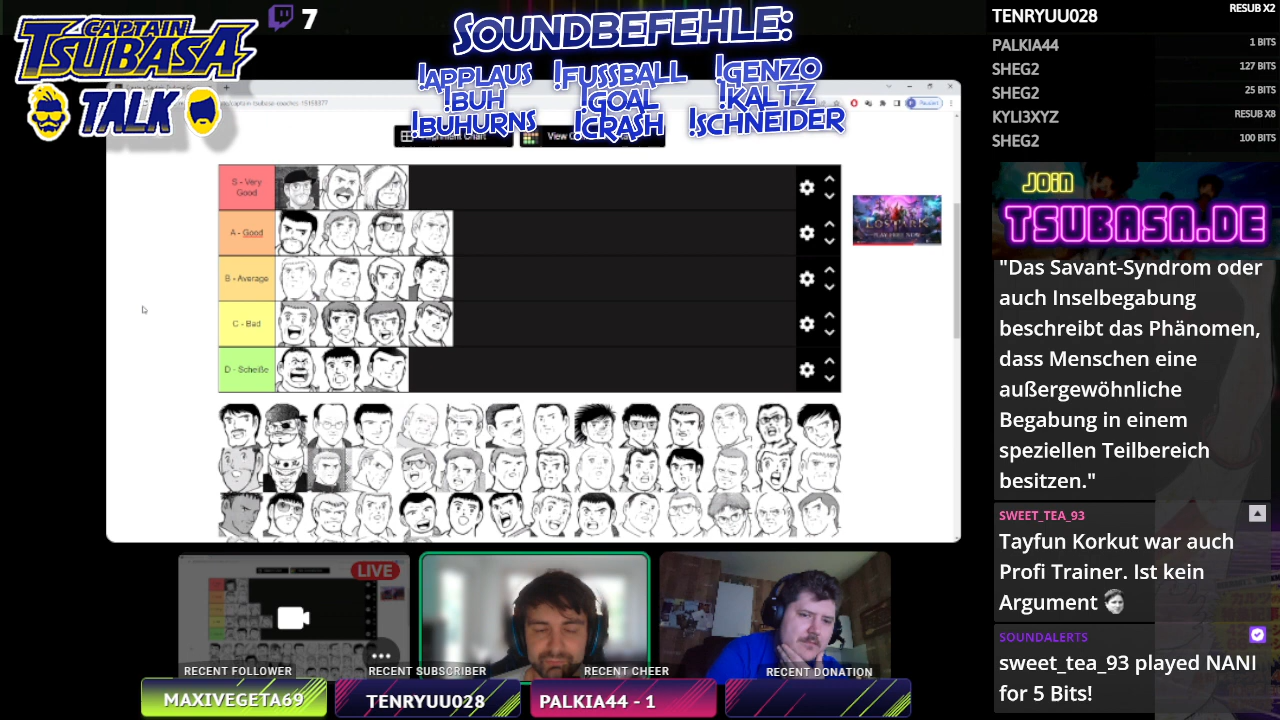 CAPTAIN
TSUBASA
TALK
7
SOUNDBEFEHLE:
!APPLAUS
!FUSSBALL
!GENZO
!BUH
!GOAL
!KALTZ
!BUHURNS
!CRASH
!SCHNEIDER
S - Very
Good
A - Good
B - Average
C - Bad
D - Scheiße
LOST ARK
LIVE
RECENT FOLLOWER
RECENT SUBSCRIBER
RECENT CHEER
RECENT DONATION
MAXIVEGETA69
TENRYUU028
PALKIA44 - 1
TENRYUU028 RESUB X2
PALKIA44 1 BITS
SHEG2 127 BITS
SHEG2 25 BITS
KYLI3XYZ RESUB X8
SHEG2 100 BITS
JOIN
TSUBASA.DE
"Das Savant-Syndrom oder
auch Inselbegabung
beschreibt das Phänomen,
dass Menschen eine
außergewöhnliche
Begabung in einem
speziellen Teilbereich
besitzen."
SWEET_TEA_93
Tayfun Korkut war auch
Profi Trainer. Ist kein
Argument
SOUNDALERTS
sweet_tea_93 played NANI
for 5 Bits!